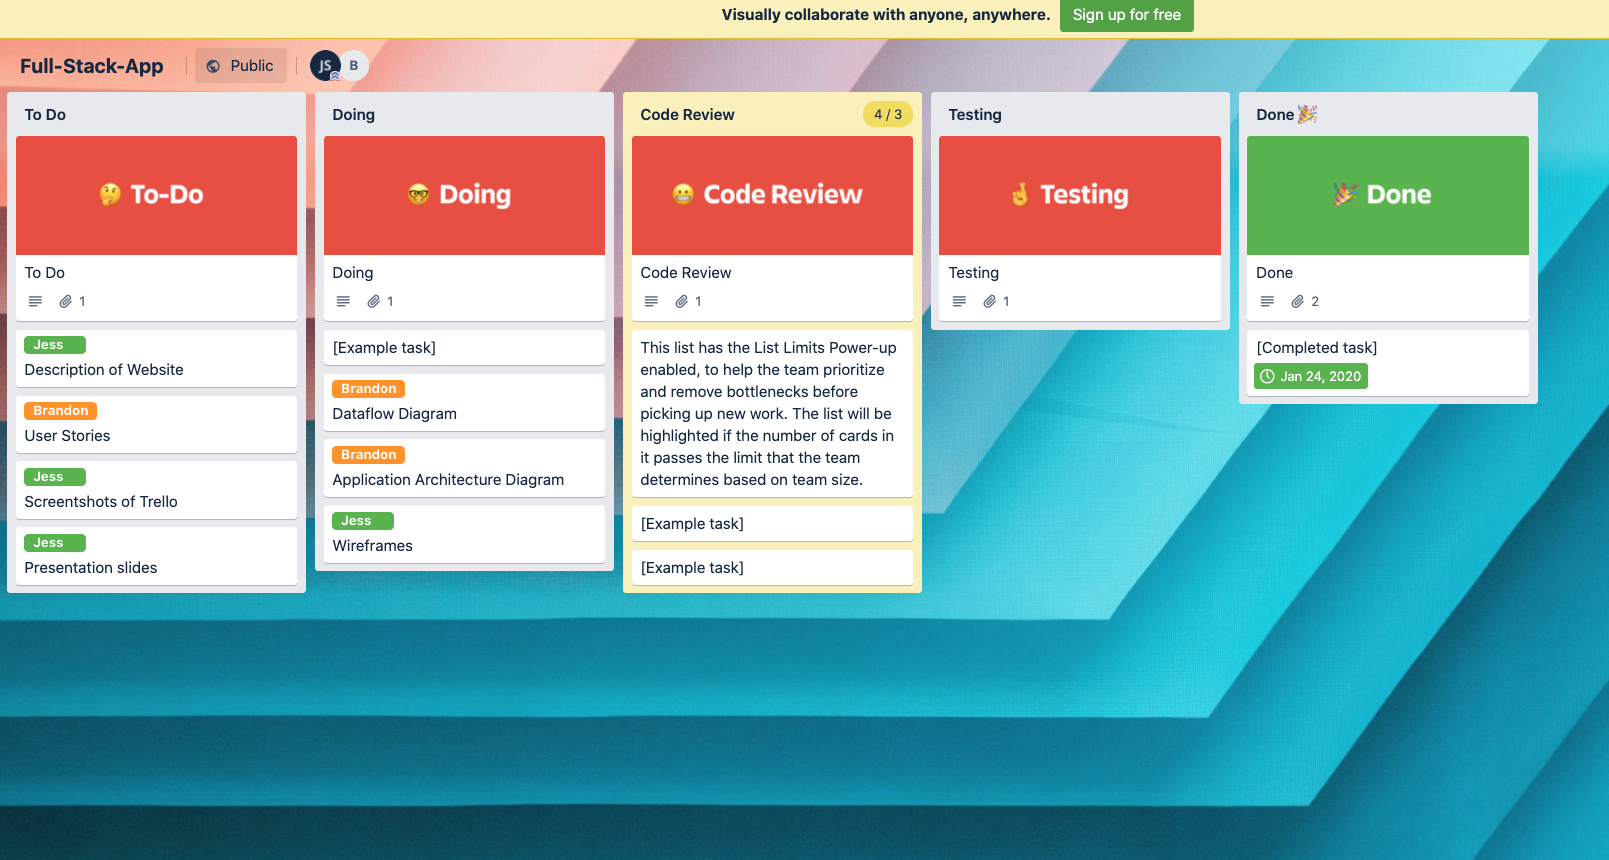 Visually collaborate with anyone, anywhere.
Sign up for free
Full-Stack-App
Public
JS
B
To Do
🤔 To-Do
To Do
1
Jess
Description of Website
Brandon
User Stories
Jess
Screentshots of Trello
Jess
Presentation slides
Doing
🤓 Doing
Doing
1
[Example task]
Brandon
Dataflow Diagram
Brandon
Application Architecture Diagram
Jess
Wireframes
Code Review
4 / 3
😬 Code Review
Code Review
1
This list has the List Limits Power-up
enabled, to help the team prioritize
and remove bottlenecks before
picking up new work. The list will be
highlighted if the number of cards in
it passes the limit that the team
determines based on team size.
[Example task]
[Example task]
Testing
🤞 Testing
Testing
1
Done 🎉
🎉 Done
Done
2
[Completed task]
Jan 24, 2020